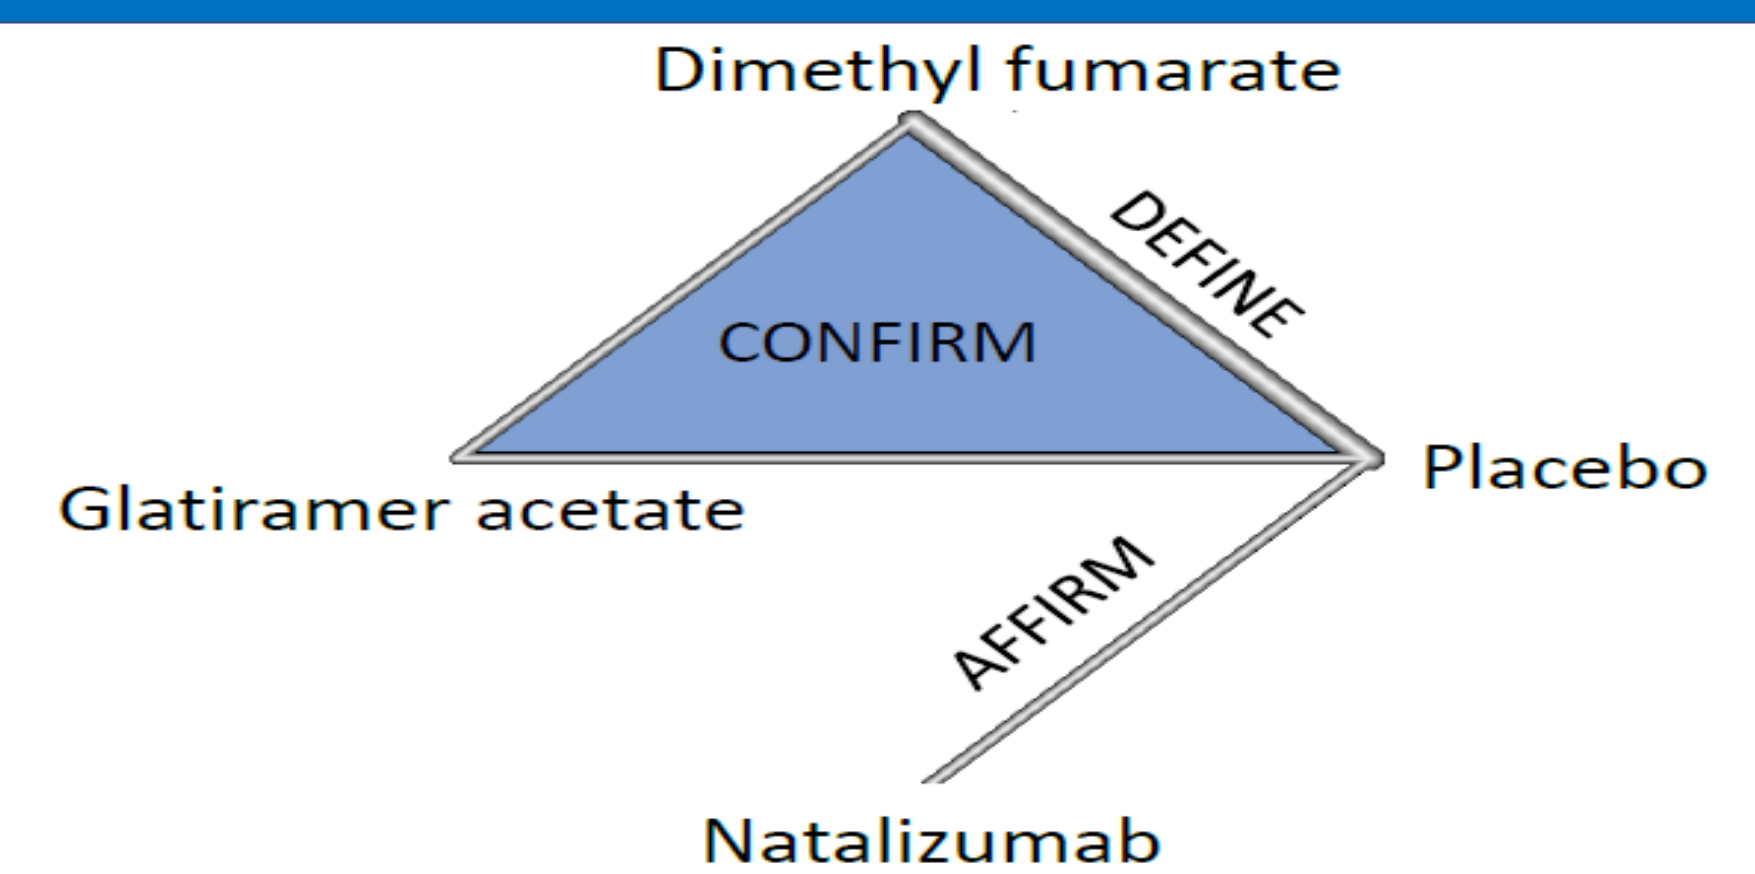 Dimethyl fumarate
DEFINE
CONFIRM
Placebo
Glatiramer acetate
AFFIRM
Natalizumab